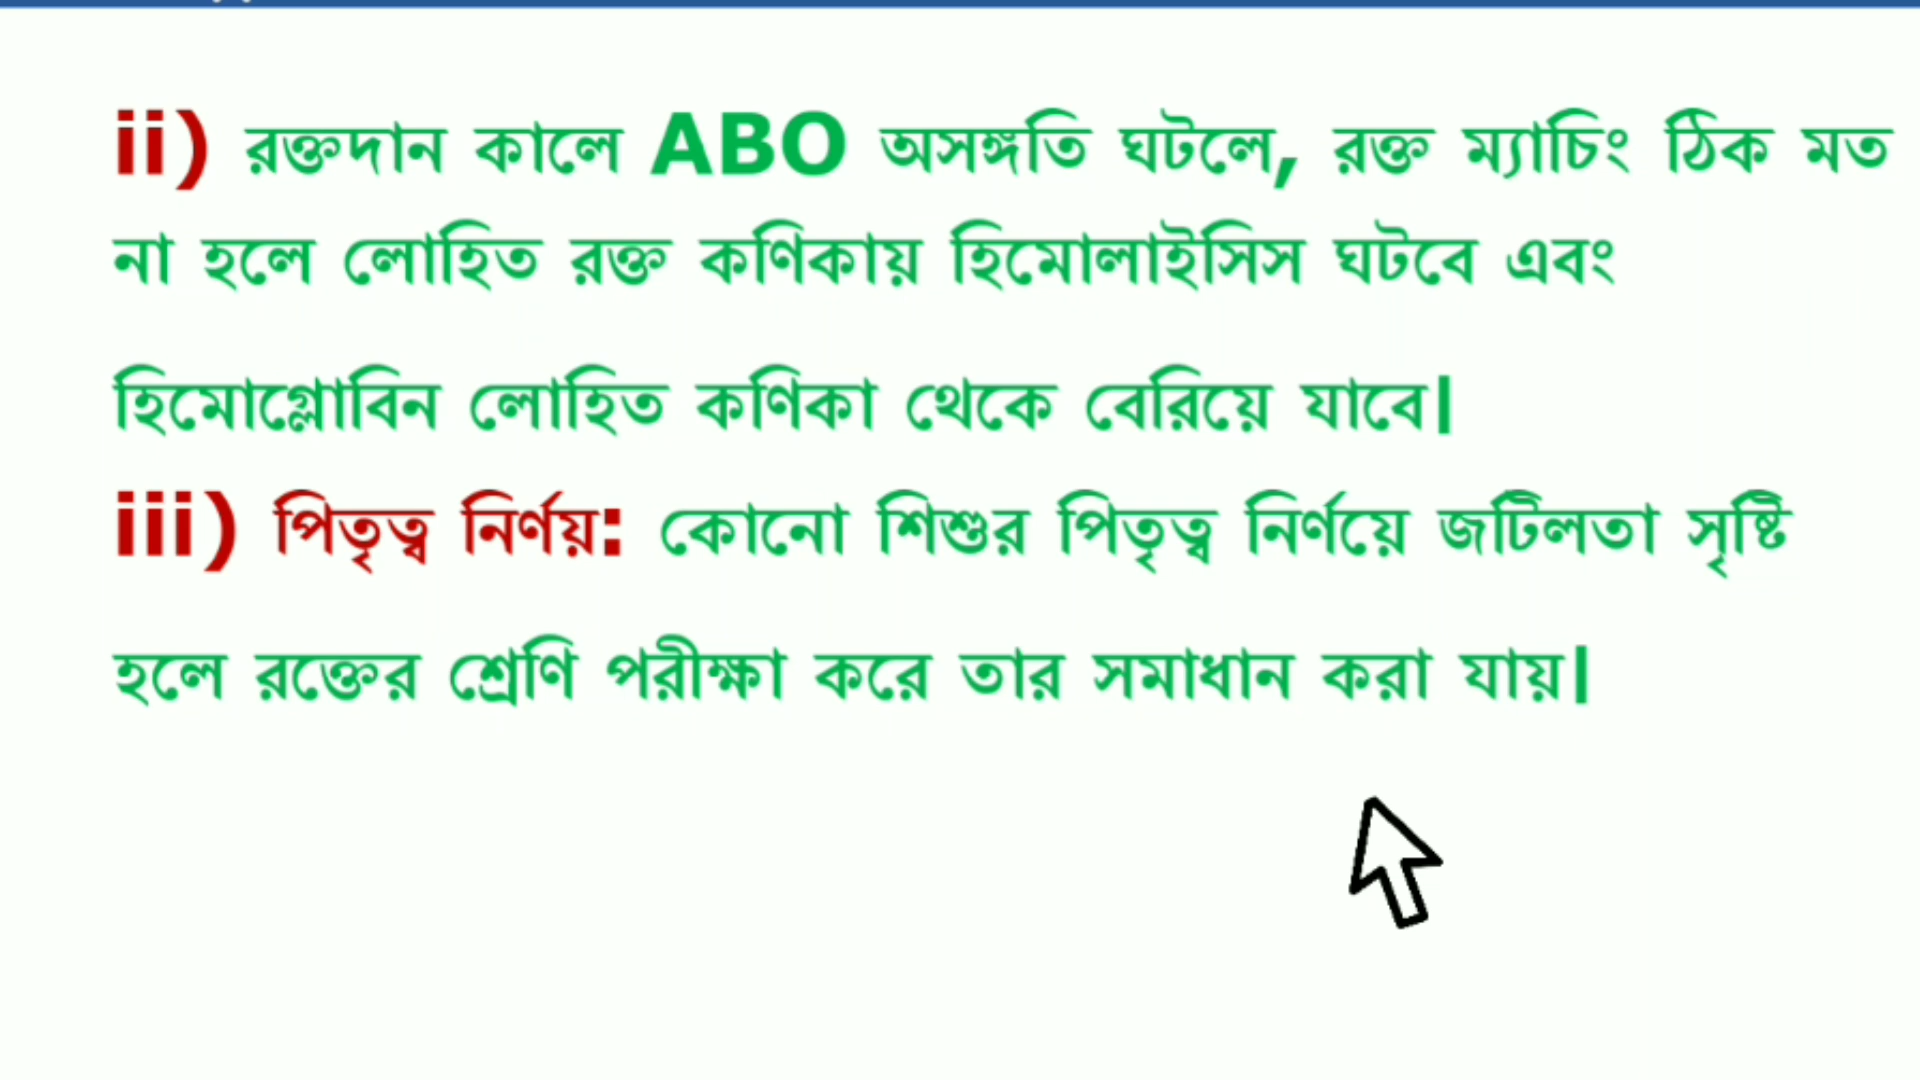 ii) রক্তদান কালে ABO অসঙ্গতি ঘটলে, রক্ত ম্যাচিং ঠিক মত
না হলে লোহিত রক্ত কণিকায় হিমোলাইসিস ঘটবে এবং
হিমোগ্লোবিন লোহিত কণিকা থেকে বেরিয়ে যাবে।
iii) পিতৃত্ব নির্ণয়: কোনো শিশুর পিতৃত্ব নির্ণয়ে জটিলতা সৃষ্টি
হলে রক্তের শ্রেণি পরীক্ষা করে তার সমাধান করা যায়।